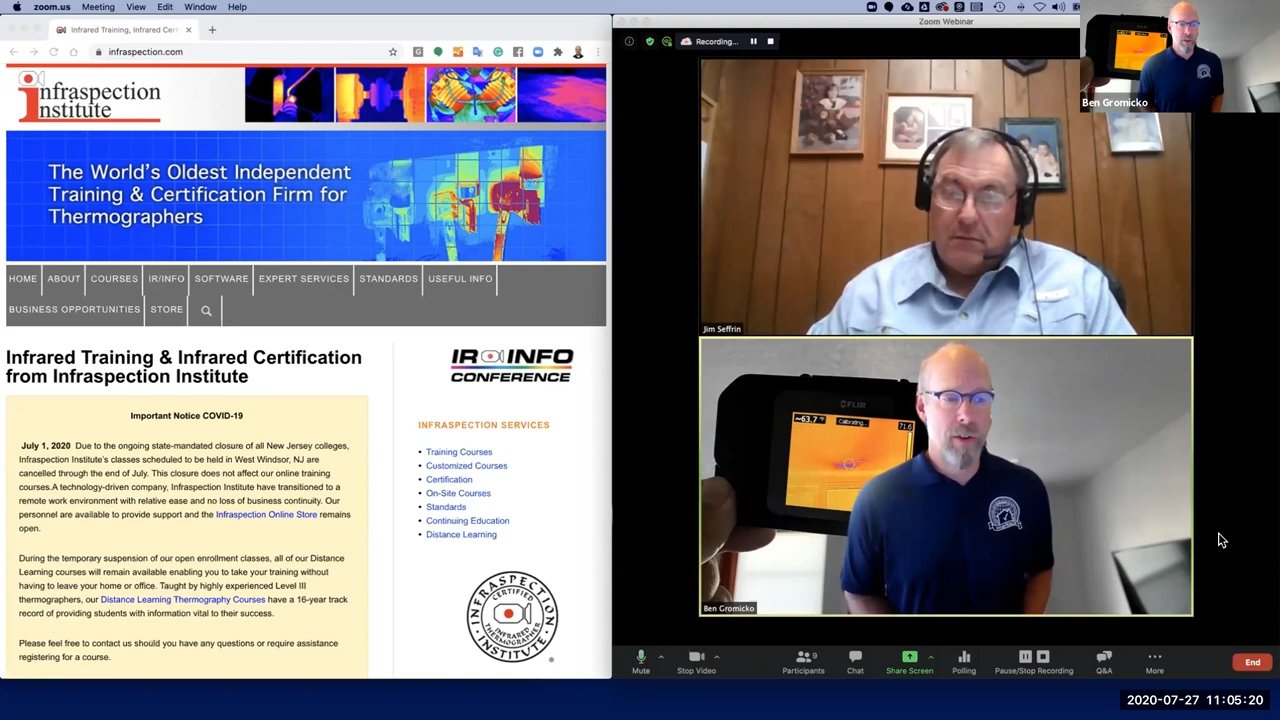 zoom.us Meeting View Edit Window Help
Infrared Training, Infrared Cert
infraspection.com
infraspection
Institute
The World's Oldest Independent
Training & Certification Firm for
Thermographers
HOME ABOUT COURSES IR/INFO SOFTWARE EXPERT SERVICES STANDARDS USEFUL INFO
BUSINESS OPPORTUNITIES STORE
Infrared Training & Infrared Certification
from Infraspection Institute
Important Notice COVID-19
July 1, 2020 Due to the ongoing state-mandated closure of all New Jersey colleges,
Infraspection Institute's classes scheduled to be held in West Windsor, NJ are
cancelled through the end of July. This closure does not affect our online training
courses.A technology-driven company, Infraspection Institute have transitioned to a
remote work environment with relative ease and no loss of business continuity. Our
personnel are available to provide support and the Infraspection Online Store remains
open.
During the temporary suspension of our open enrollment classes, all of our Distance
Learning courses will remain available enabling you to take your training without
having to leave your home or office. Taught by highly experienced Level III
thermographers, our Distance Learning Thermography Courses have a 16-year track
record of providing students with information vital to their success.
Please feel free to contact us should you have any questions or require assistance
registering for a course.
IR INFO
CONFERENCE
INFRASPECTION SERVICES
Training Courses
Customized Courses
Certification
On-Site Courses
Standards
Continuing Education
Distance Learning
INFRASPECTION INSTITUTE
CERTIFIED
INFRARED
THERMOGRAPHER
®
Zoom Webinar
Recording...
Jim Seffrin
FLIR
~63.7 °F
Calibrating...
71.6
Ben Gromicko
Ben Gromicko
Mute
Stop Video
9
Participants
Chat
Share Screen
Polling
Pause/Stop Recording
Q&A
More
End
2020-07-27 11:05:20